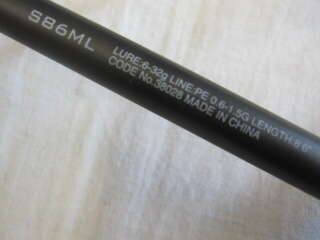 S86ML
LURE:6-32g LINE:PE 0.6-1.5G LENGTH:8'6"
CODE No.38028 MADE IN CHINA